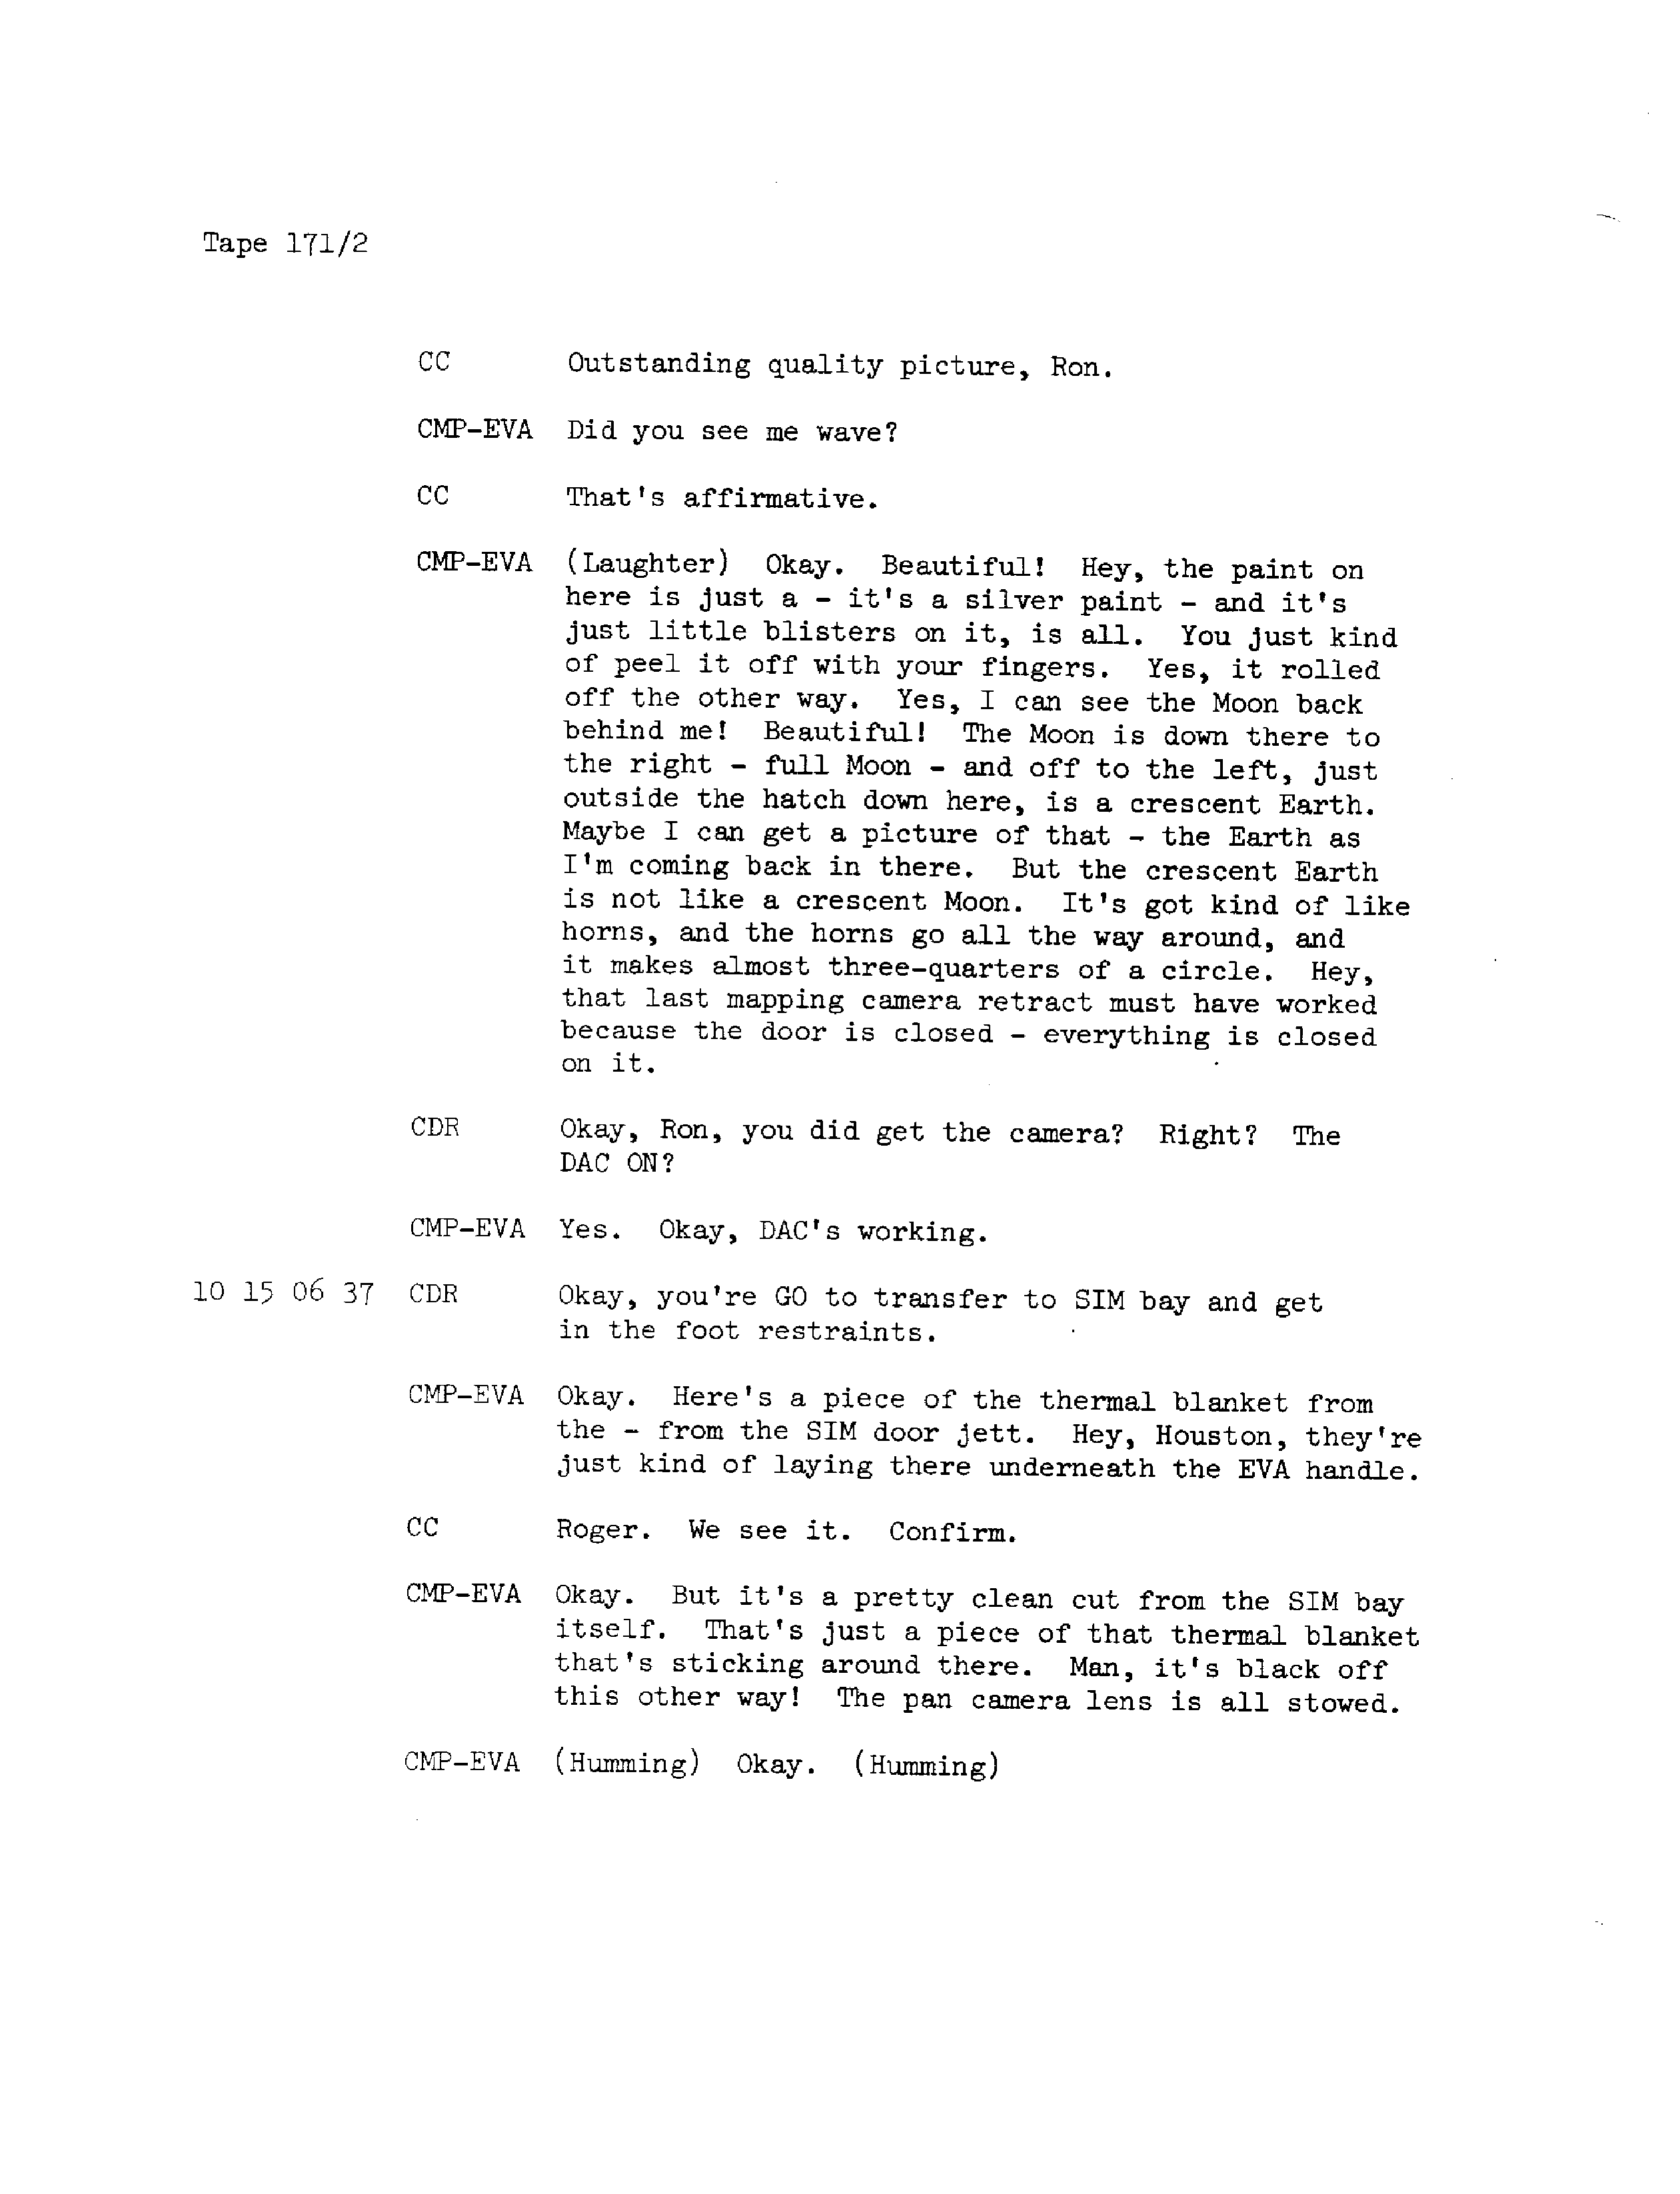 Tape 171/2
CC Outstanding quality picture, Ron.
CMP-EVA Did you see me wave?
CC That's affirmative.
CMP-EVA (Laughter) Okay. Beautiful! Hey, the paint on
here is just a - it's a silver paint - and it's
just little blisters on it, is all. You just kind
of peel it off with your fingers. Yes, it rolled
off the other way. Yes, I can see the Moon back
behind me! Beautiful! The Moon is down there to
the right - full Moon - and off to the left, just
outside the hatch down here, is a crescent Earth.
Maybe I can get a picture of that - the Earth as
I'm coming back in there. But the crescent Earth
is not like a crescent Moon. It's got kind of like
horns, and the horns go all the way around, and
it makes almost three-quarters of a circle. Hey,
that last mapping camera retract must have worked
because the door is closed - everything is closed
on it.
CDR Okay, Ron, you did get the camera? Right? The
DAC ON?
CMP-EVA Yes. Okay, DAC's working.
10 15 06 37 CDR Okay, you're GO to transfer to SIM bay and get
in the foot restraints.
CMP-EVA Okay. Here's a piece of the thermal blanket from
the - from the SIM door jett. Hey, Houston, they're
just kind of laying there underneath the EVA handle.
CC Roger. We see it. Confirm.
CMP-EVA Okay. But it's a pretty clean cut from the SIM bay
itself. That's just a piece of that thermal blanket
that's sticking around there. Man, it's black off
this other way! The pan camera lens is all stowed.
CMP-EVA (Humming) Okay. (Humming)